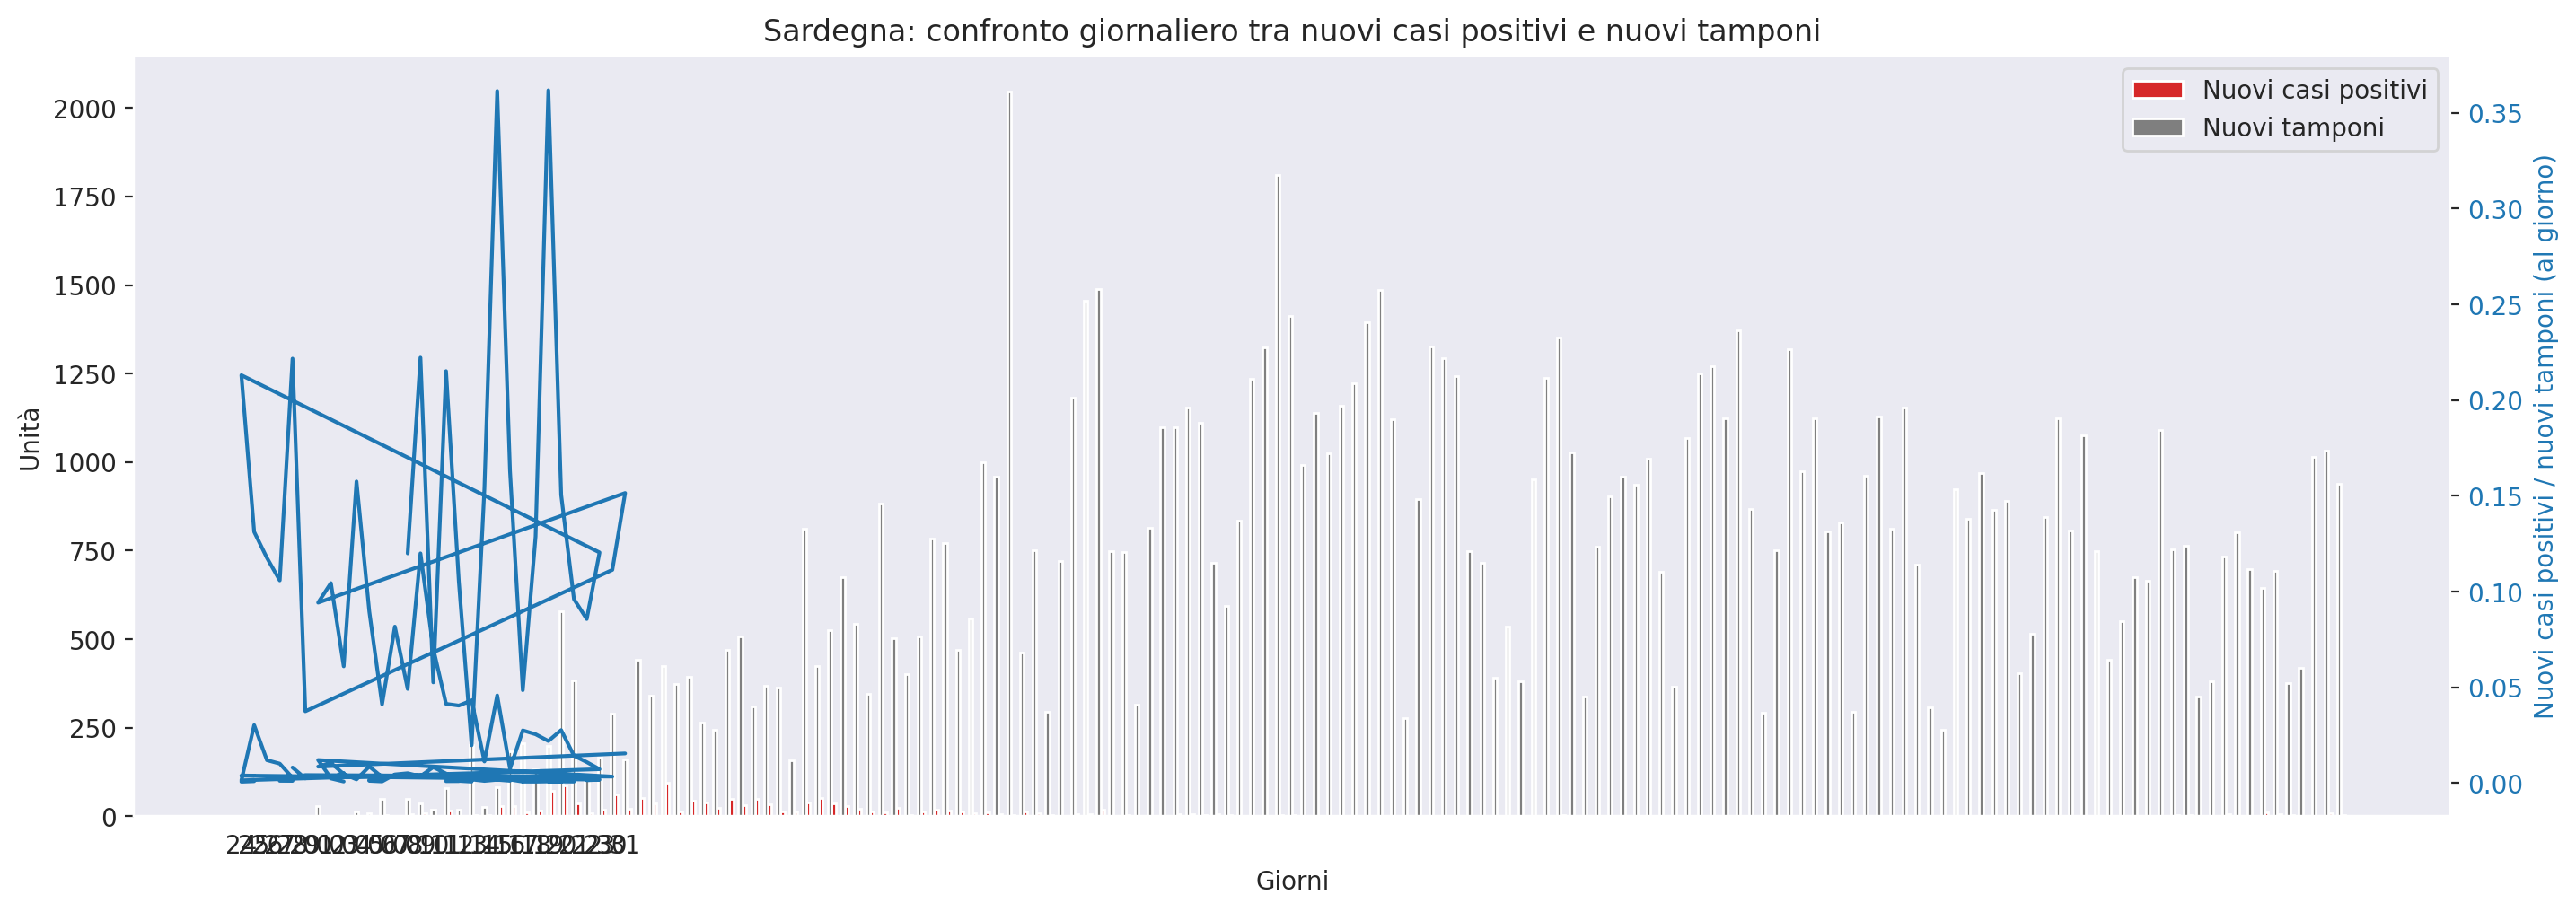 Sardegna: confronto giornaliero tra nuovi casi positivi e nuovi tamponi
Nuovi casi positivi
Nuovi tamponi
2000
1750
1500
1250
1000
750
500
250
0
Unità
0.35
0.30
0.25
0.20
0.15
0.10
0.05
0.00
Nuovi casi positivi / nuovi tamponi (al giorno)
Giorni